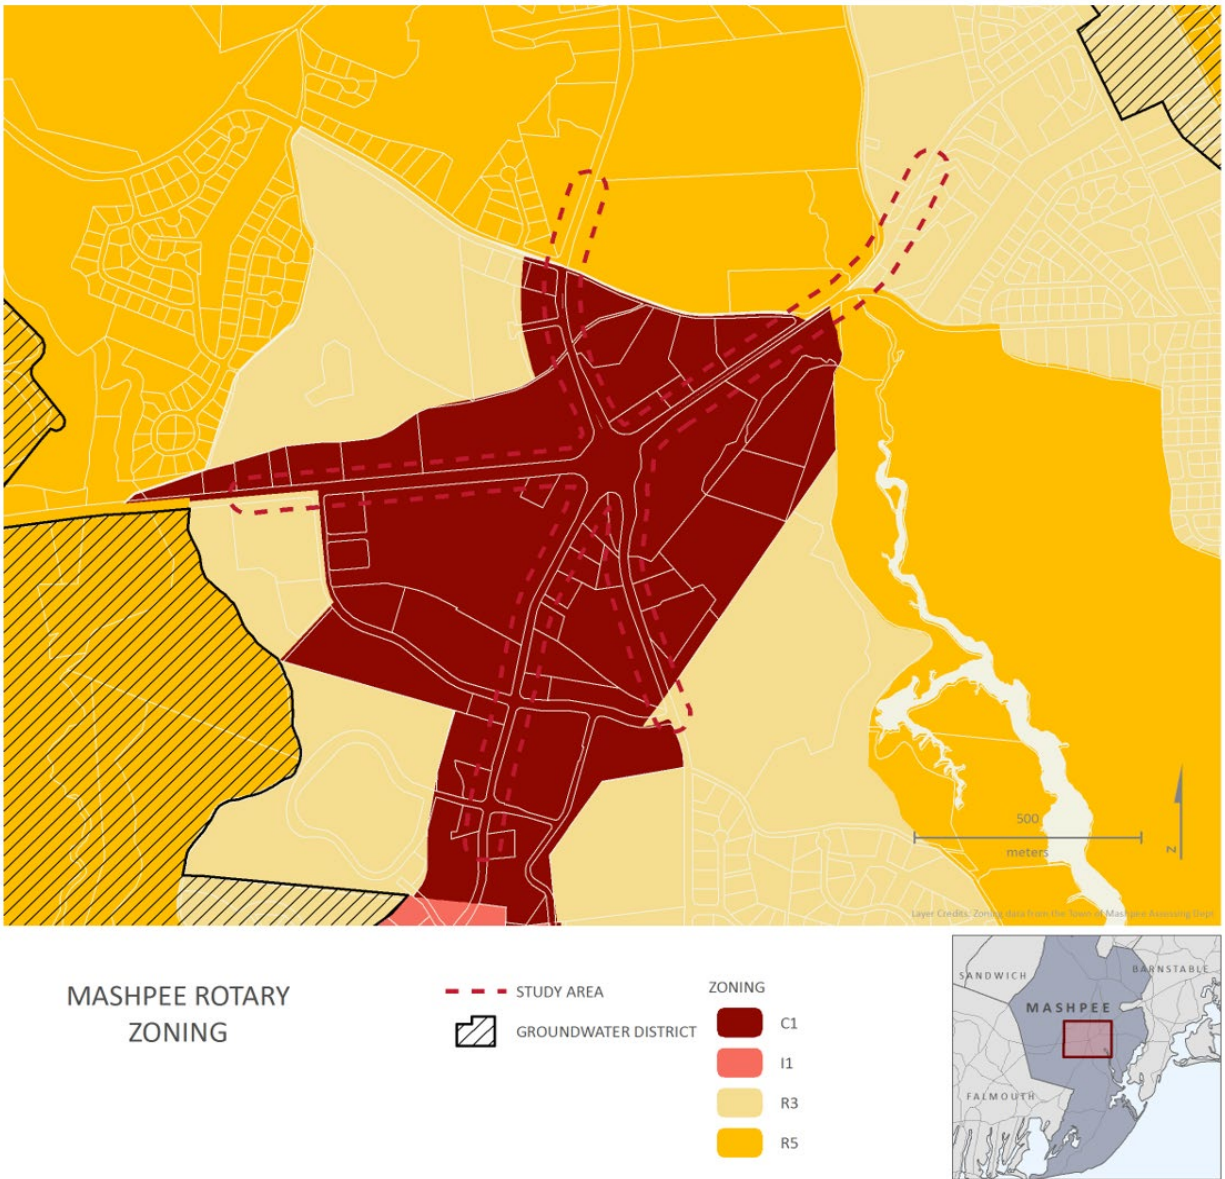 500
meters
Z
Layer Credits: Zoning data from the Town of Mashpee Assessing Dept
MASHPEE ROTARY
ZONING
STUDY AREA
GROUNDWATER DISTRICT
ZONING
C1
I1
R3
R5
SANDWICH
BARNSTABLE
MASHPEE
FALMOUTH